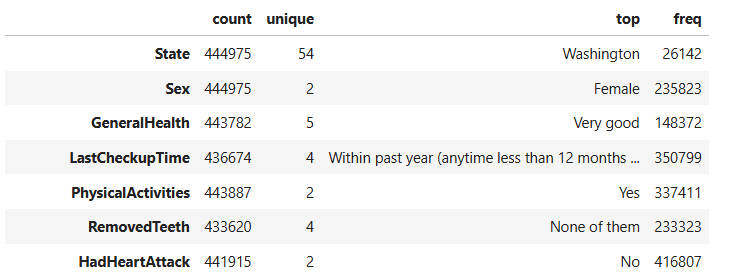 count unique top freq
State 444975 54 Washington 26142
Sex 444975 2 Female 235823
GeneralHealth 443782 5 Very good 148372
LastCheckupTime 436674 4 Within past year (anytime less than 12 months ... 350799
PhysicalActivities 443887 2 Yes 337411
RemovedTeeth 433620 4 None of them 233323
HadHeartAttack 441915 2 No 416807